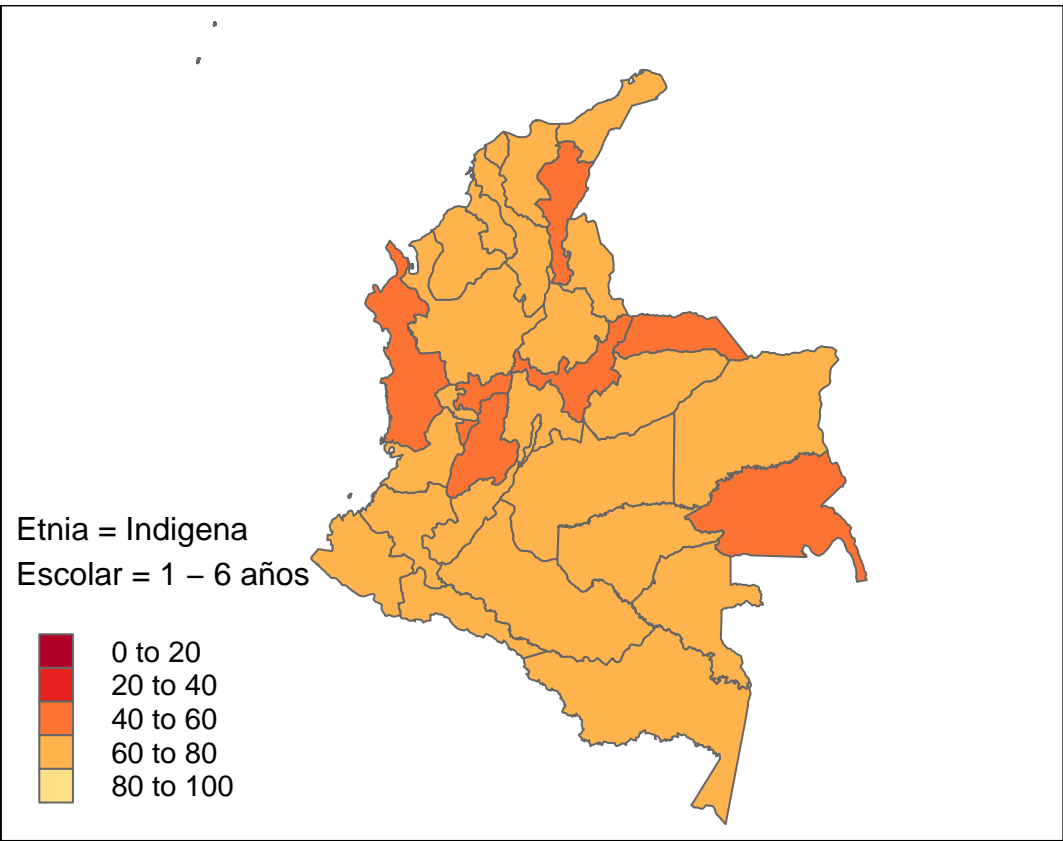 Etnia = Indigena
Escolar = 1 − 6 años
0 to 20
20 to 40
40 to 60
60 to 80
80 to 100